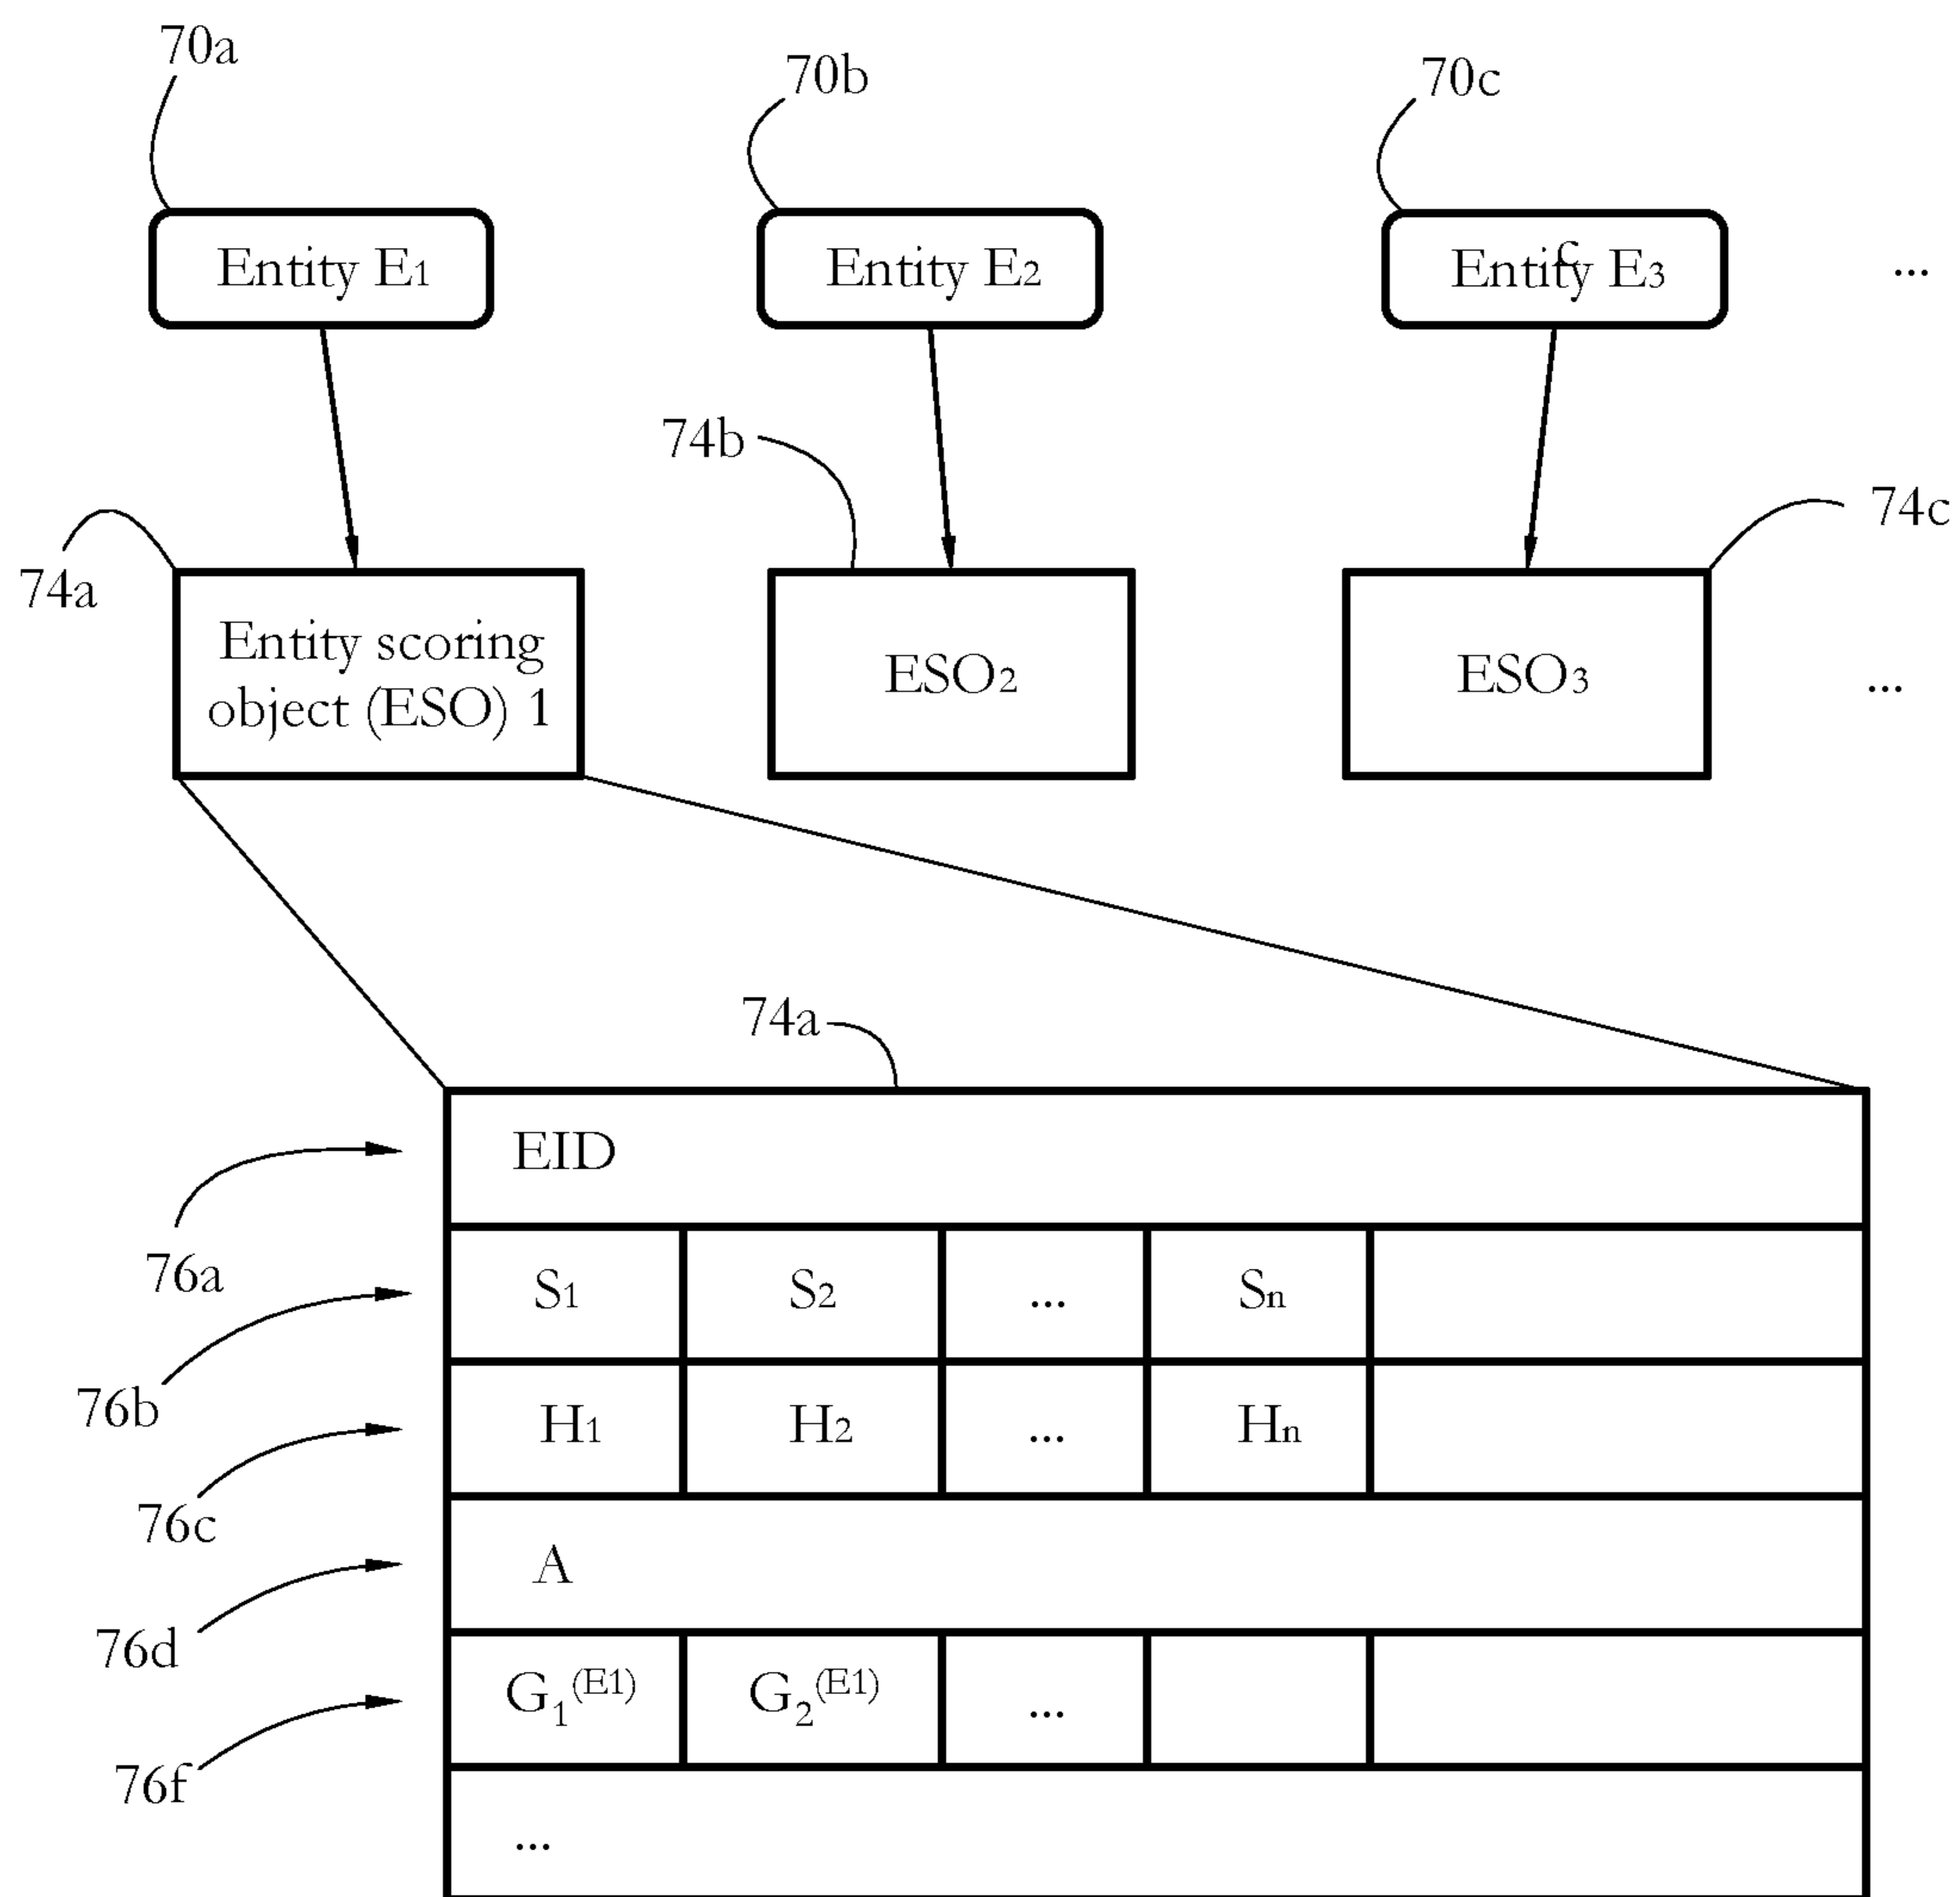 70a
70b
70c
Entity E1
Entity E2
Entify E3
...
74b
74c
74a
Entity scoring
object (ESO) 1
ESO2
ESO3
...
74a
EID
76a
S1 S2 ... Sn
76b
H1 H2 ... Hn
76c
A
76d
G1(E1) G2(E1) ...
76f
...